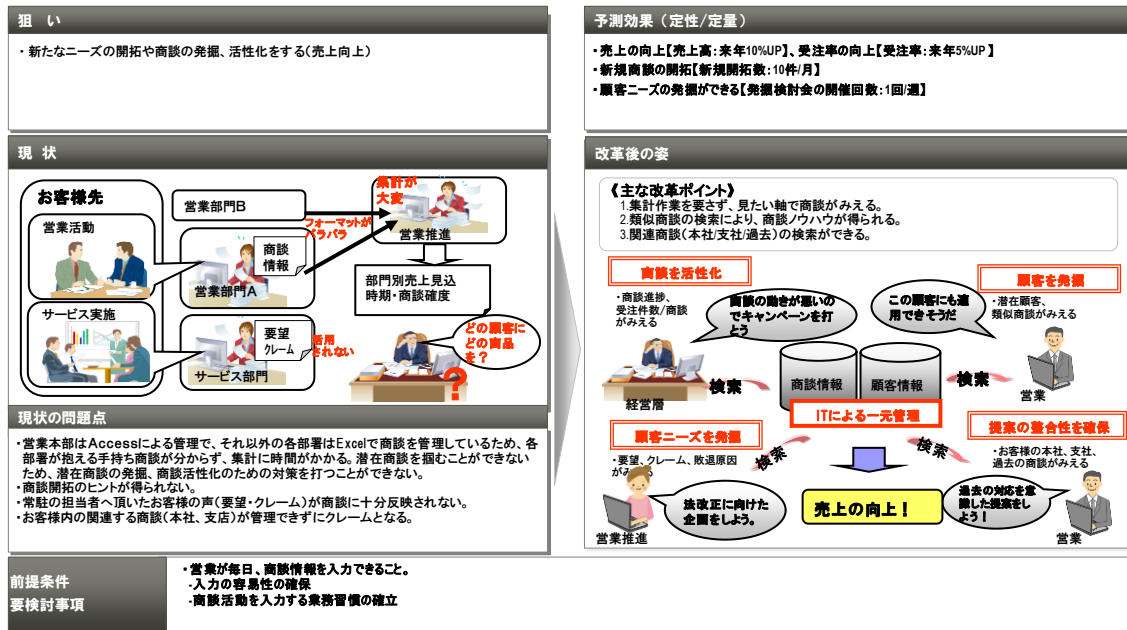 狙 い
・新たなニーズの開拓や商談の発掘、活性化をする(売上向上)
予測効果（定性/定量）
・売上の向上【売上高：来年10%UP】、受注率の向上【受注率：来年5%UP】
・新規商談の開拓【新規開拓数：10件/月】
・顧客ニーズの発掘ができる【発掘検討会の開催回数：1回/週】
現 状
お客様先
営業活動
サービス実施
営業部門B
商談
情報
営業部門A
要望
クレーム
サービス部門
フォーマットが
バラバラ
活用
されない
集計が
大変
営業推進
部門別売上見込
時期・商談確度
どの顧客に
どの商品
を？
？
現状の問題点
・営業本部はAccessによる管理で、それ以外の各部署はExcelで商談を管理しているため、各
部署が抱える手持ち商談が分からず、集計に時間がかかる。潜在商談を掴むことができない
ため、潜在商談の発掘、商談活性化のための対策を打つことができない。
・商談開拓のヒントが得られない。
・常駐の担当者へ頂いたお客様の声(要望・クレーム)が商談に十分反映されない。
・お客様内の関連する商談(本社、支店)が管理できずにクレームとなる。
改革後の姿
《主な改革ポイント》
1.集計作業を要さず、見たい軸で商談がみえる。
2.類似商談の検索により、商談ノウハウが得られる。
3.関連商談(本社/支社/過去)の検索ができる。
商談を活性化
・商談進捗、
受注件数/商談
がみえる
商談の動きが悪いの
でキャンペーンを打
とう
経営層
検索
この顧客にも適
用できそうだ
顧客を発掘
・潜在顧客、
類似商談がみえる
検索
営業
商談情報
顧客情報
ITによる一元管理
顧客ニーズを発掘
・要望、クレーム、敗退原因
がみえる
検索
法改正に向けた
企画をしよう。
営業推進
売上の向上！
検索
提案の整合性を確保
・お客様の本社、支社、
過去の商談がみえる
過去の対応を意
識した提案をし
よう！
営業
前提条件
要検討事項
・営業が毎日、商談情報を入力できること。
-入力の容易性の確保
-商談活動を入力する業務習慣の確立